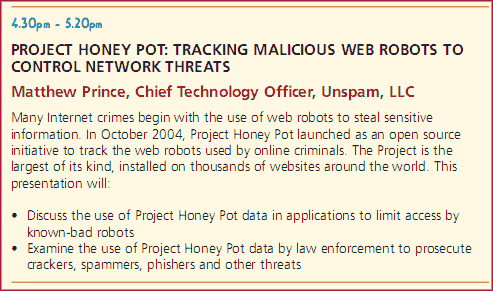 4.30pm - 5.20pm
PROJECT HONEY POT: TRACKING MALICIOUS WEB ROBOTS TO
CONTROL NETWORK THREATS
Matthew Prince, Chief Technology Officer, Unspam, LLC
Many Internet crimes begin with the use of web robots to steal sensitive
information. In October 2004, Project Honey Pot launched as an open source
initiative to track the web robots used by online criminals. The Project is the
largest of its kind, installed on thousands of websites around the world. This
presentation will:
• Discuss the use of Project Honey Pot data in applications to limit access by
known-bad robots
• Examine the use of Project Honey Pot data by law enforcement to prosecute
crackers, spammers, phishers and other threats